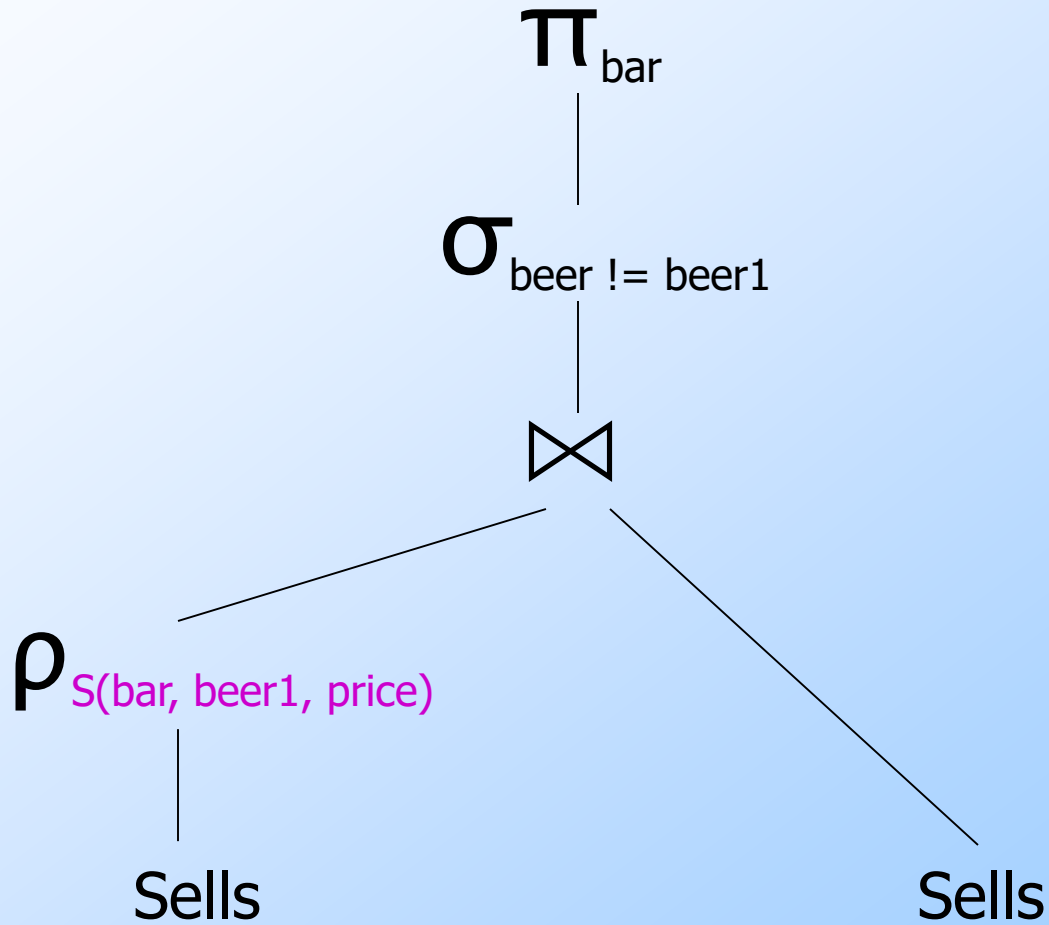 π bar
σ beer != beer1
⋈
ρ S(bar, beer1, price)
Sells Sells